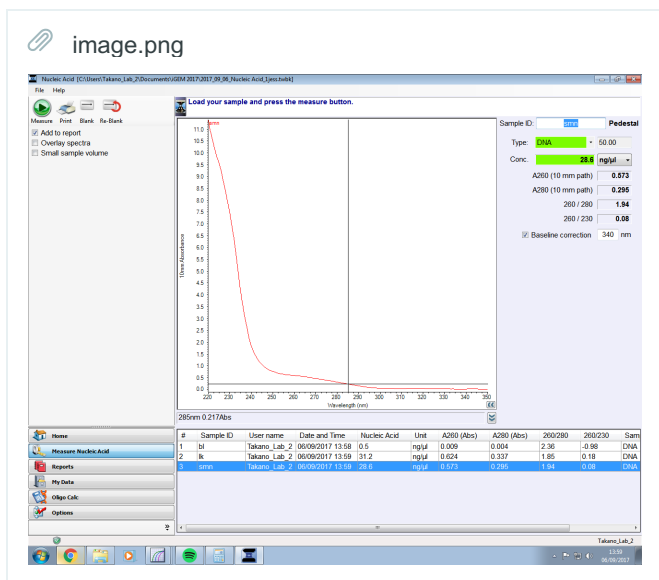 image.png
Nucleic Acid [C:\Users\Takano_Lab_2\Documents\iGEM 2017\2017_09_06_Nucleic Acid_1jess.twbk]
File Help
Load your sample and press the measure button.
Measure Print Blank Re-Blank
Add to report
Overlay spectra
Small sample volume
smn
11.0
10.5
10.0
9.5
9.0
8.5
8.0
7.5
7.0
6.5
6.0
5.5
5.0
4.5
4.0
3.5
3.0
2.5
2.0
1.5
1.0
0.5
0.0
10mm Absorbance
220 230 240 250 260 270 280 290 300 310 320 330 340 350
Wavelength (nm)
285nm 0.217Abs
Sample ID: smn Pedestal
Type: DNA 50.00
Conc. 28.6 ng/µl
A260 (10 mm path) 0.573
A280 (10 mm path) 0.295
260 / 280 1.94
260 / 230 0.08
Baseline correction 340 nm
Home
Measure Nucleic Acid
Reports
My Data
Oligo Calc
Options
# Sample ID User name Date and Time Nucleic Acid Unit A260 (Abs) A280 (Abs) 260/280 260/230 Sam
1 bl Takano_Lab_2 06/09/2017 13:58 0.5 ng/µl 0.009 0.004 2.36 -0.98 DNA
2 lk Takano_Lab_2 06/09/2017 13:59 31.2 ng/µl 0.624 0.337 1.85 0.18 DNA
3 smn Takano_Lab_2 06/09/2017 13:59 28.6 ng/µl 0.573 0.295 1.94 0.08 DNA
Takano_Lab_2
13:59
06/09/2017